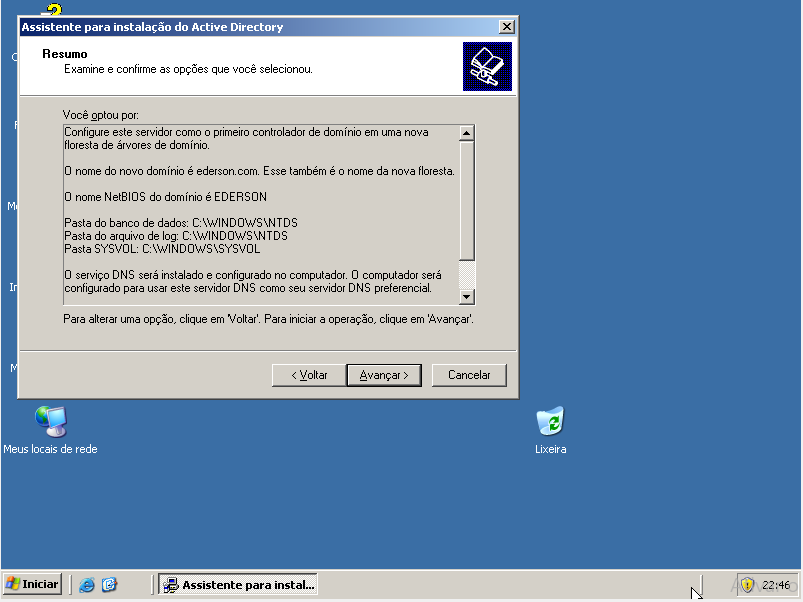 Assistente para instalação do Active Directory
Resumo
Examine e confirme as opções que você selecionou.
Você optou por:
Configure este servidor como o primeiro controlador de domínio em uma nova
floresta de árvores de domínio.
O nome do novo domínio é ederson.com. Esse também é o nome da nova floresta.
O nome NetBIOS do domínio é EDERSON
Pasta do banco de dados: C:\WINDOWS\NTDS
Pasta do arquivo de log: C:\WINDOWS\NTDS
Pasta SYSVOL: C:\WINDOWS\SYSVOL
O serviço DNS será instalado e configurado no computador. O computador será
configurado para usar este servidor DNS como seu servidor DNS preferencial.
Para alterar uma opção, clique em 'Voltar'. Para iniciar a operação, clique em 'Avançar'.
< Voltar
Avançar >
Cancelar
Meus locais de rede
Lixeira
Iniciar
Assistente para instal...
22:46